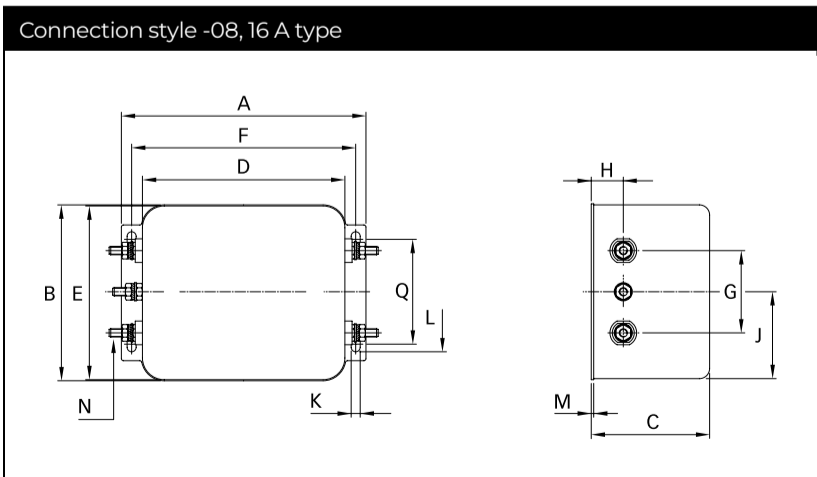 Connection style -08, 16 A type
A
F
D
H
B E Q G
L J
N K M C